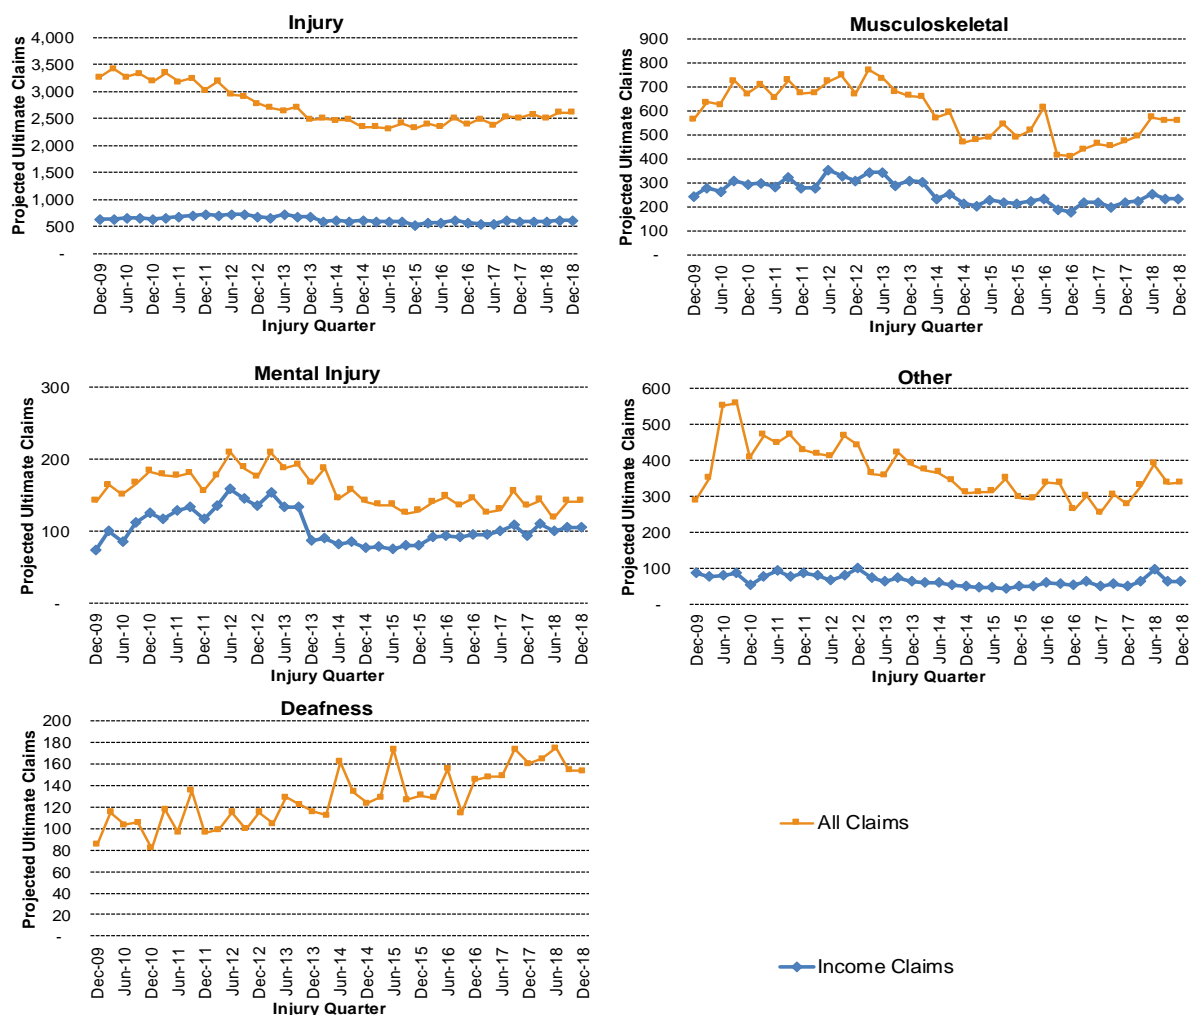 Injury
Projected Ultimate Claims
4,000
3,500
3,000
2,500
2,000
1,500
1,000
500
-
Dec-09 Jun-10 Dec-10 Jun-11 Dec-11 Jun-12 Dec-12 Jun-13 Dec-13 Jun-14 Dec-14 Jun-15 Dec-15 Jun-16 Dec-16 Jun-17 Dec-17 Jun-18 Dec-18
Injury Quarter
Musculoskeletal
Projected Ultimate Claims
900
800
700
600
500
400
300
200
100
-
Dec-09 Jun-10 Dec-10 Jun-11 Dec-11 Jun-12 Dec-12 Jun-13 Dec-13 Jun-14 Dec-14 Jun-15 Dec-15 Jun-16 Dec-16 Jun-17 Dec-17 Jun-18 Dec-18
Injury Quarter
Mental Injury
Projected Ultimate Claims
300
200
100
-
Dec-09 Jun-10 Dec-10 Jun-11 Dec-11 Jun-12 Dec-12 Jun-13 Dec-13 Jun-14 Dec-14 Jun-15 Dec-15 Jun-16 Dec-16 Jun-17 Dec-17 Jun-18 Dec-18
Injury Quarter
Other
Projected Ultimate Claims
600
500
400
300
200
100
-
Dec-09 Jun-10 Dec-10 Jun-11 Dec-11 Jun-12 Dec-12 Jun-13 Dec-13 Jun-14 Dec-14 Jun-15 Dec-15 Jun-16 Dec-16 Jun-17 Dec-17 Jun-18 Dec-18
Injury Quarter
Deafness
Projected Ultimate Claims
200
180
160
140
120
100
80
60
40
20
-
Dec-09 Jun-10 Dec-10 Jun-11 Dec-11 Jun-12 Dec-12 Jun-13 Dec-13 Jun-14 Dec-14 Jun-15 Dec-15 Jun-16 Dec-16 Jun-17 Dec-17 Jun-18 Dec-18
Injury Quarter
All Claims
Income Claims